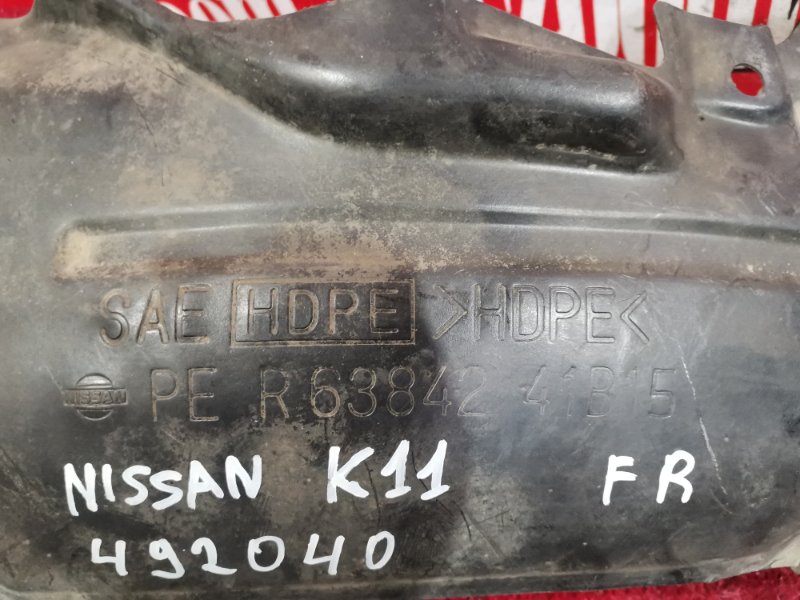 SAE HDPE >HDPE<
NISSAN PE R 63842 41B15
NISSAN K11 FR
492040